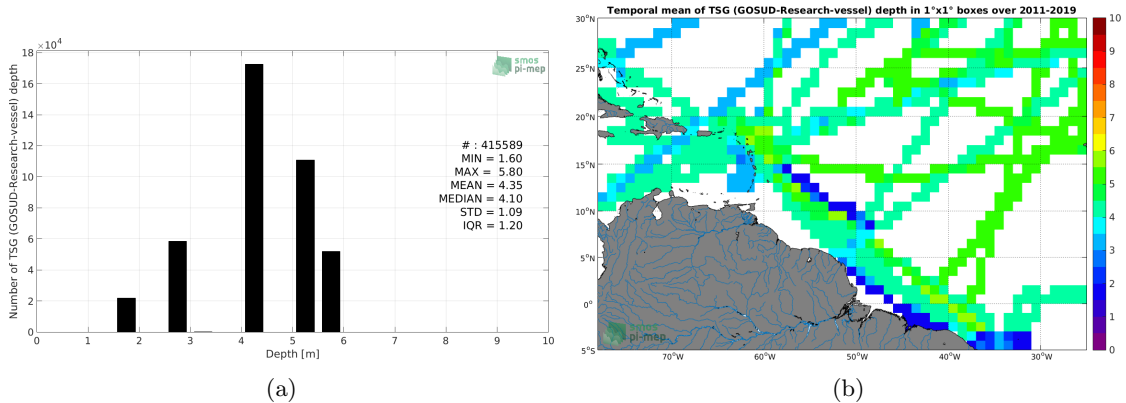 ×10⁴
18
16
14
12
10
8
6
4
2
0
Number of TSG (GOSUD-Research-vessel) depth
smos
pi-mep
# : 415589
MIN = 1.60
MAX = 5.80
MEAN = 4.35
MEDIAN = 4.10
STD = 1.09
IQR = 1.20
0 1 2 3 4 5 6 7 8 9 10
Depth [m]
(a)
Temporal mean of TSG (GOSUD-Research-vessel) depth in 1°x1° boxes over 2011-2019
30°N
25°N
20°N
15°N
10°N
5°N
0°
5°S
70°W 60°W 50°W 40°W 30°W
smos
pi-mep
10
9
8
7
6
5
4
3
2
1
0
(b)